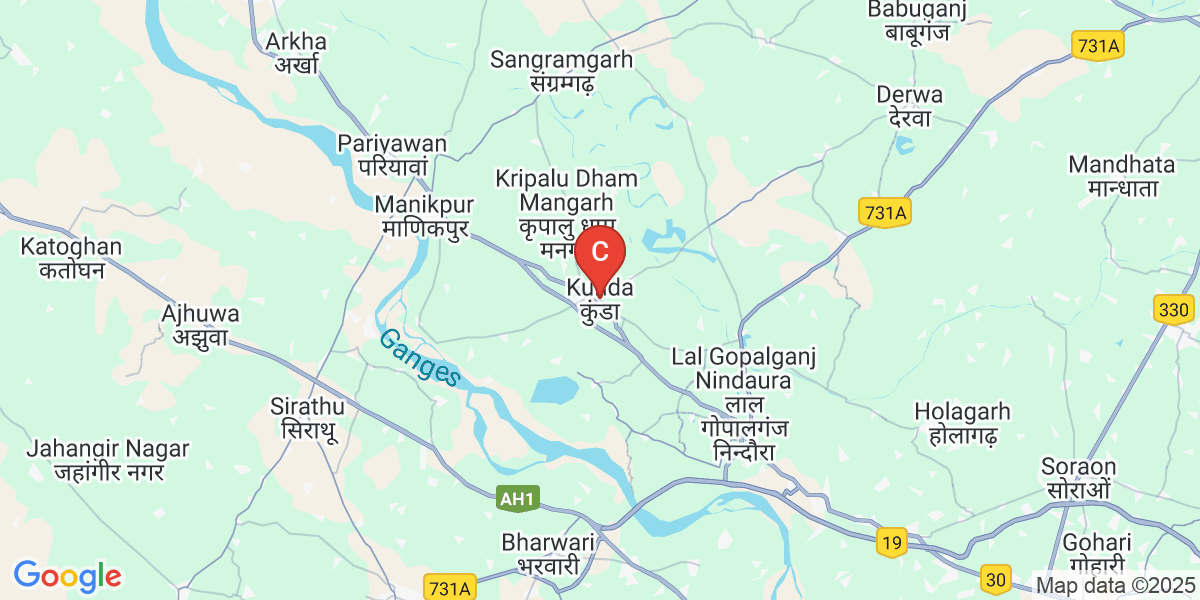 Babuganj
बाबूगंज
Arkha
अर्खा
731A
Sangramgarh
संग्रामगढ़
Derwa
देरवा
Pariyawan
परियावां
Mandhata
मान्धाता
Kripalu Dham
Mangarh
कृपालु धाम
Manikpur
माणिकपुर
731A
Katoghan
कतोघन
C
Kunda
कुंडा
330
Ajhuwa
अझुवा
Ganges
Lal Gopalganj
Nindaura
लाल
गोपालगंज
निन्दौरा
Sirathu
सिराथू
Holagarh
होलागढ़
Jahangir Nagar
जहांगीर नगर
Soraon
सोराओं
AH1
Bharwari
भरवारी
19
Gohari
गोहारी
731A
30
Google
Map data ©2025